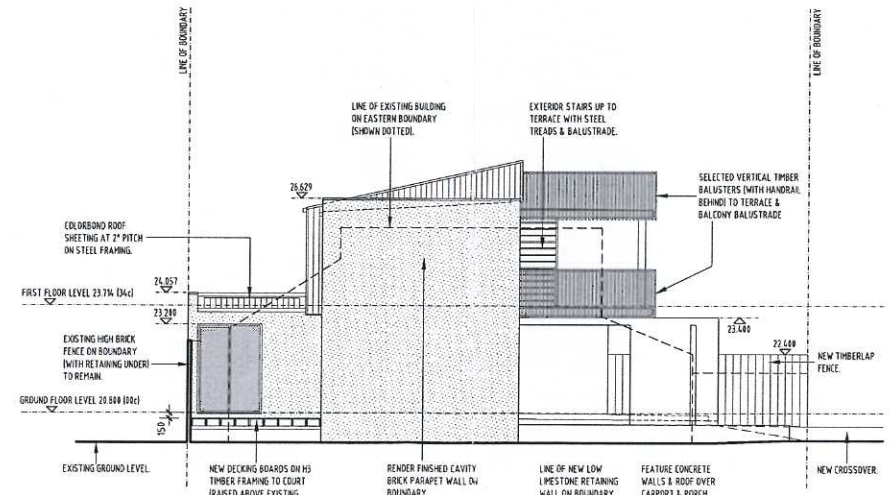 LINE OF BOUNDARY
LINE OF BOUNDARY
LINE OF EXISTING BUILDING
ON EASTERN BOUNDARY
(SHOWN DOTTED).
EXTERIOR STAIRS UP TO
TERRACE WITH STEEL
TREADS & BALUSTRADE.
SELECTED VERTICAL TIMBER
BALUSTERS (WITH HANDRAIL
BEHIND) TO TERRACE &
BALCONY BALUSTRADE
26.629
COLORBOND ROOF
SHEETING AT 2° PITCH
ON STEEL FRAMING.
24.057
FIRST FLOOR LEVEL 23.714 (34c)
23.200
23.400
EXISTING HIGH BRICK
FENCE ON BOUNDARY
(WITH RETAINING UNDER)
TO REMAIN.
22.400
NEW TIMBERLAP
FENCE.
GROUND FLOOR LEVEL 20.800 (00c)
150
EXISTING GROUND LEVEL.
NEW DECKING BOARDS ON H3
TIMBER FRAMING TO COURT
(RAISED ABOVE EXISTING
RENDER FINISHED CAVITY
BRICK PARAPET WALL ON
BOUNDARY
LINE OF NEW LOW
LIMESTONE RETAINING
WALL ON BOUNDARY
FEATURE CONCRETE
WALLS & ROOF OVER
CARPORT & PORCH
NEW CROSSOVER.